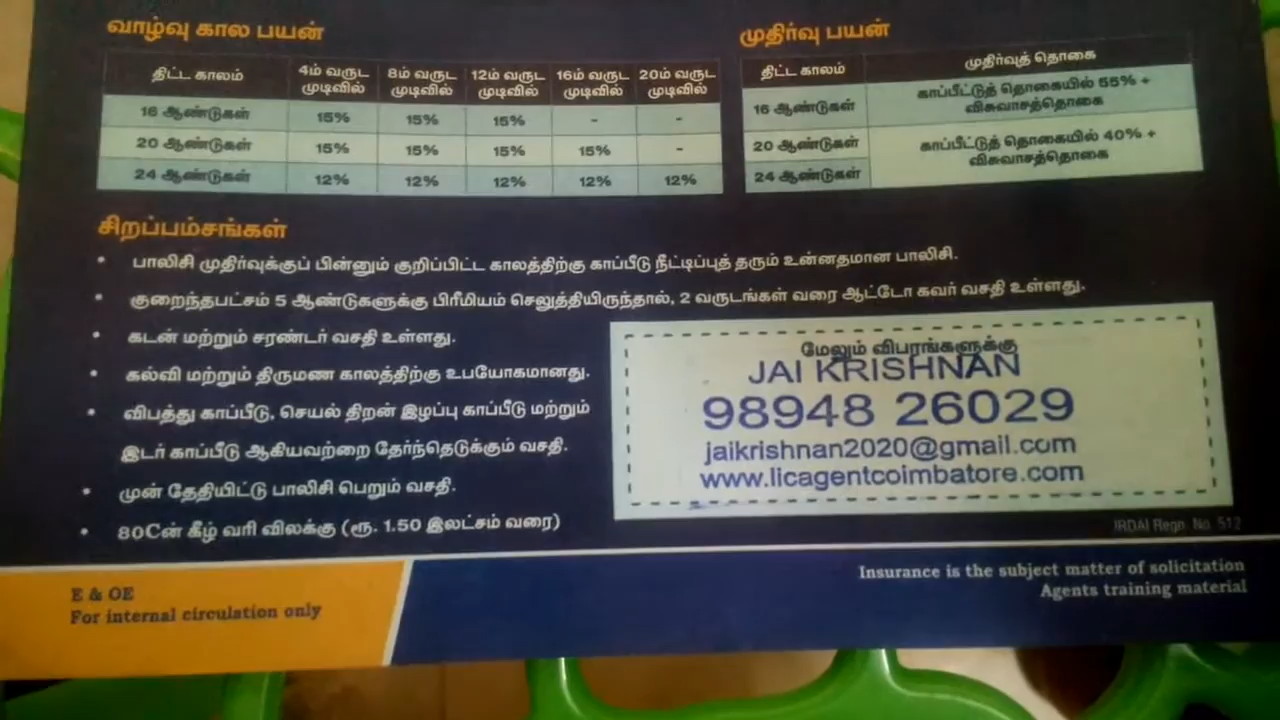 வாழ்வு கால பயன்
திட்ட காலம் 4ம் வருட முடிவில் 8ம் வருட முடிவில் 12ம் வருட முடிவில் 16ம் வருட முடிவில் 20ம் வருட முடிவில்
16 ஆண்டுகள் 15% 15% 15% - -
20 ஆண்டுகள் 15% 15% 15% 15% -
24 ஆண்டுகள் 12% 12% 12% 12% 12%
முதிர்வு பயன்
திட்ட காலம் முதிர்வுத் தொகை
16 ஆண்டுகள் காப்பீட்டுத் தொகையில் 55% +
விசுவாசத்தொகை
20 ஆண்டுகள் காப்பீட்டுத் தொகையில் 40% +
விசுவாசத்தொகை
24 ஆண்டுகள்
சிறப்பம்சங்கள்
• பாலிசி முதிர்வுக்குப் பின்னும் குறிப்பிட்ட காலத்திற்கு காப்பீடு நீட்டிப்புத் தரும் உன்னதமான பாலிசி.
• குறைந்தபட்சம் 5 ஆண்டுகளுக்கு பிரீமியம் செலுத்தியிருந்தால், 2 வருடங்கள் வரை ஆட்டோ கவர் வசதி உள்ளது.
• கடன் மற்றும் சரண்டர் வசதி உள்ளது.
• கல்வி மற்றும் திருமண காலத்திற்கு உபயோகமானது.
• விபத்து காப்பீடு, செயல் திறன் இழப்பு காப்பீடு மற்றும்
இடர் காப்பீடு ஆகியவற்றை தேர்ந்தெடுக்கும் வசதி.
• முன் தேதியிட்டு பாலிசி பெறும் வசதி.
• 80Cன் கீழ் வரி விலக்கு (ரூ. 1.50 இலட்சம் வரை)
மேலும் விபரங்களுக்கு
JAI KRISHNAN
98948 26029
jaikrishnan2020@gmail.com
www.licagentcoimbatore.com
IRDAI Regn. No. 512
E & OE
For internal circulation only
Insurance is the subject matter of solicitation
Agents training material